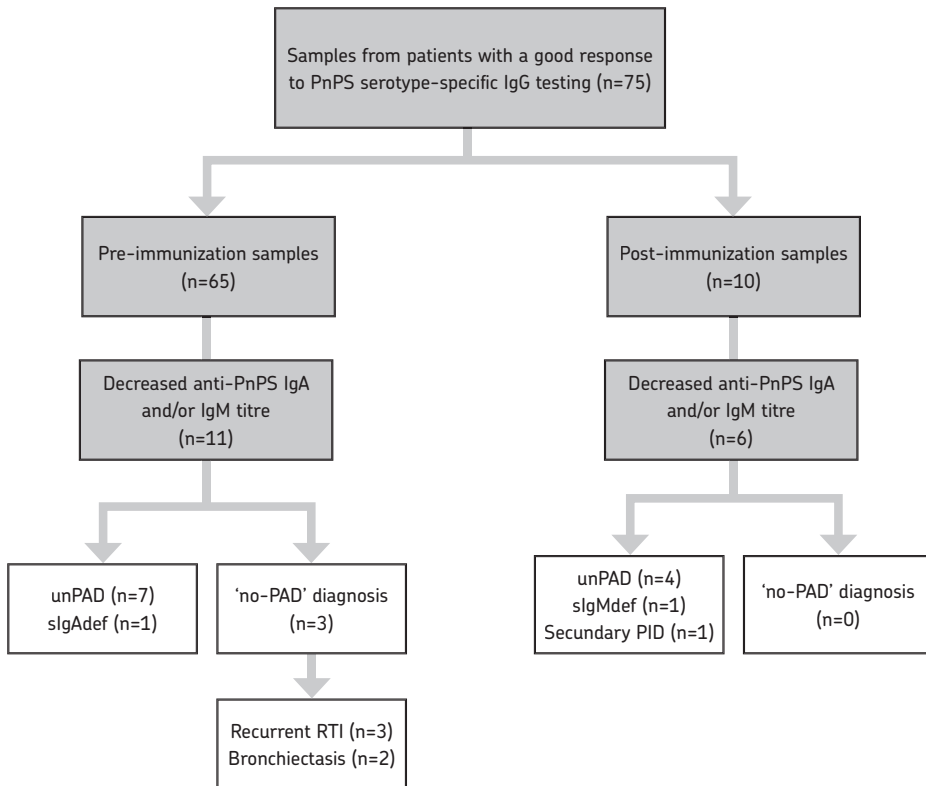 Samples from patients with a good response
to PnPS serotype-specific IgG testing (n=75)
Pre-immunization samples
(n=65)
Post-immunization samples
(n=10)
Decreased anti-PnPS IgA
and/or IgM titre
(n=11)
Decreased anti-PnPS IgA
and/or IgM titre
(n=6)
unPAD (n=7)
sIgAdef (n=1)
‘no-PAD’ diagnosis
(n=3)
unPAD (n=4)
sIgMdef (n=1)
Secundary PID (n=1)
‘no-PAD’ diagnosis
(n=0)
Recurrent RTI (n=3)
Bronchiectasis (n=2)